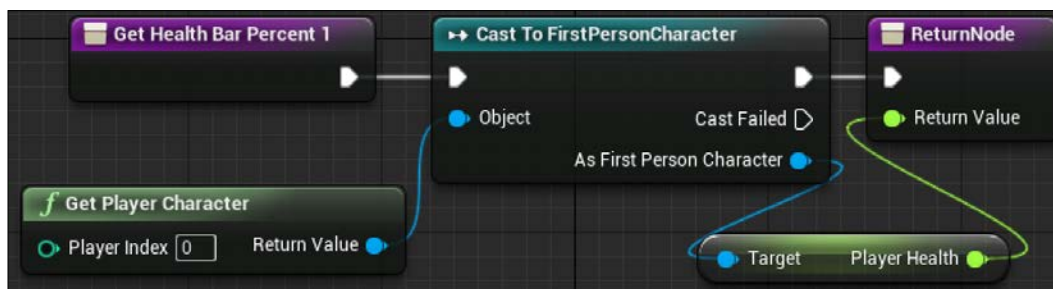 Get Health Bar Percent 1
Cast To FirstPersonCharacter
ReturnNode
Object
Cast Failed
Return Value
As First Person Character
f Get Player Character
Player Index 0
Return Value
Target
Player Health